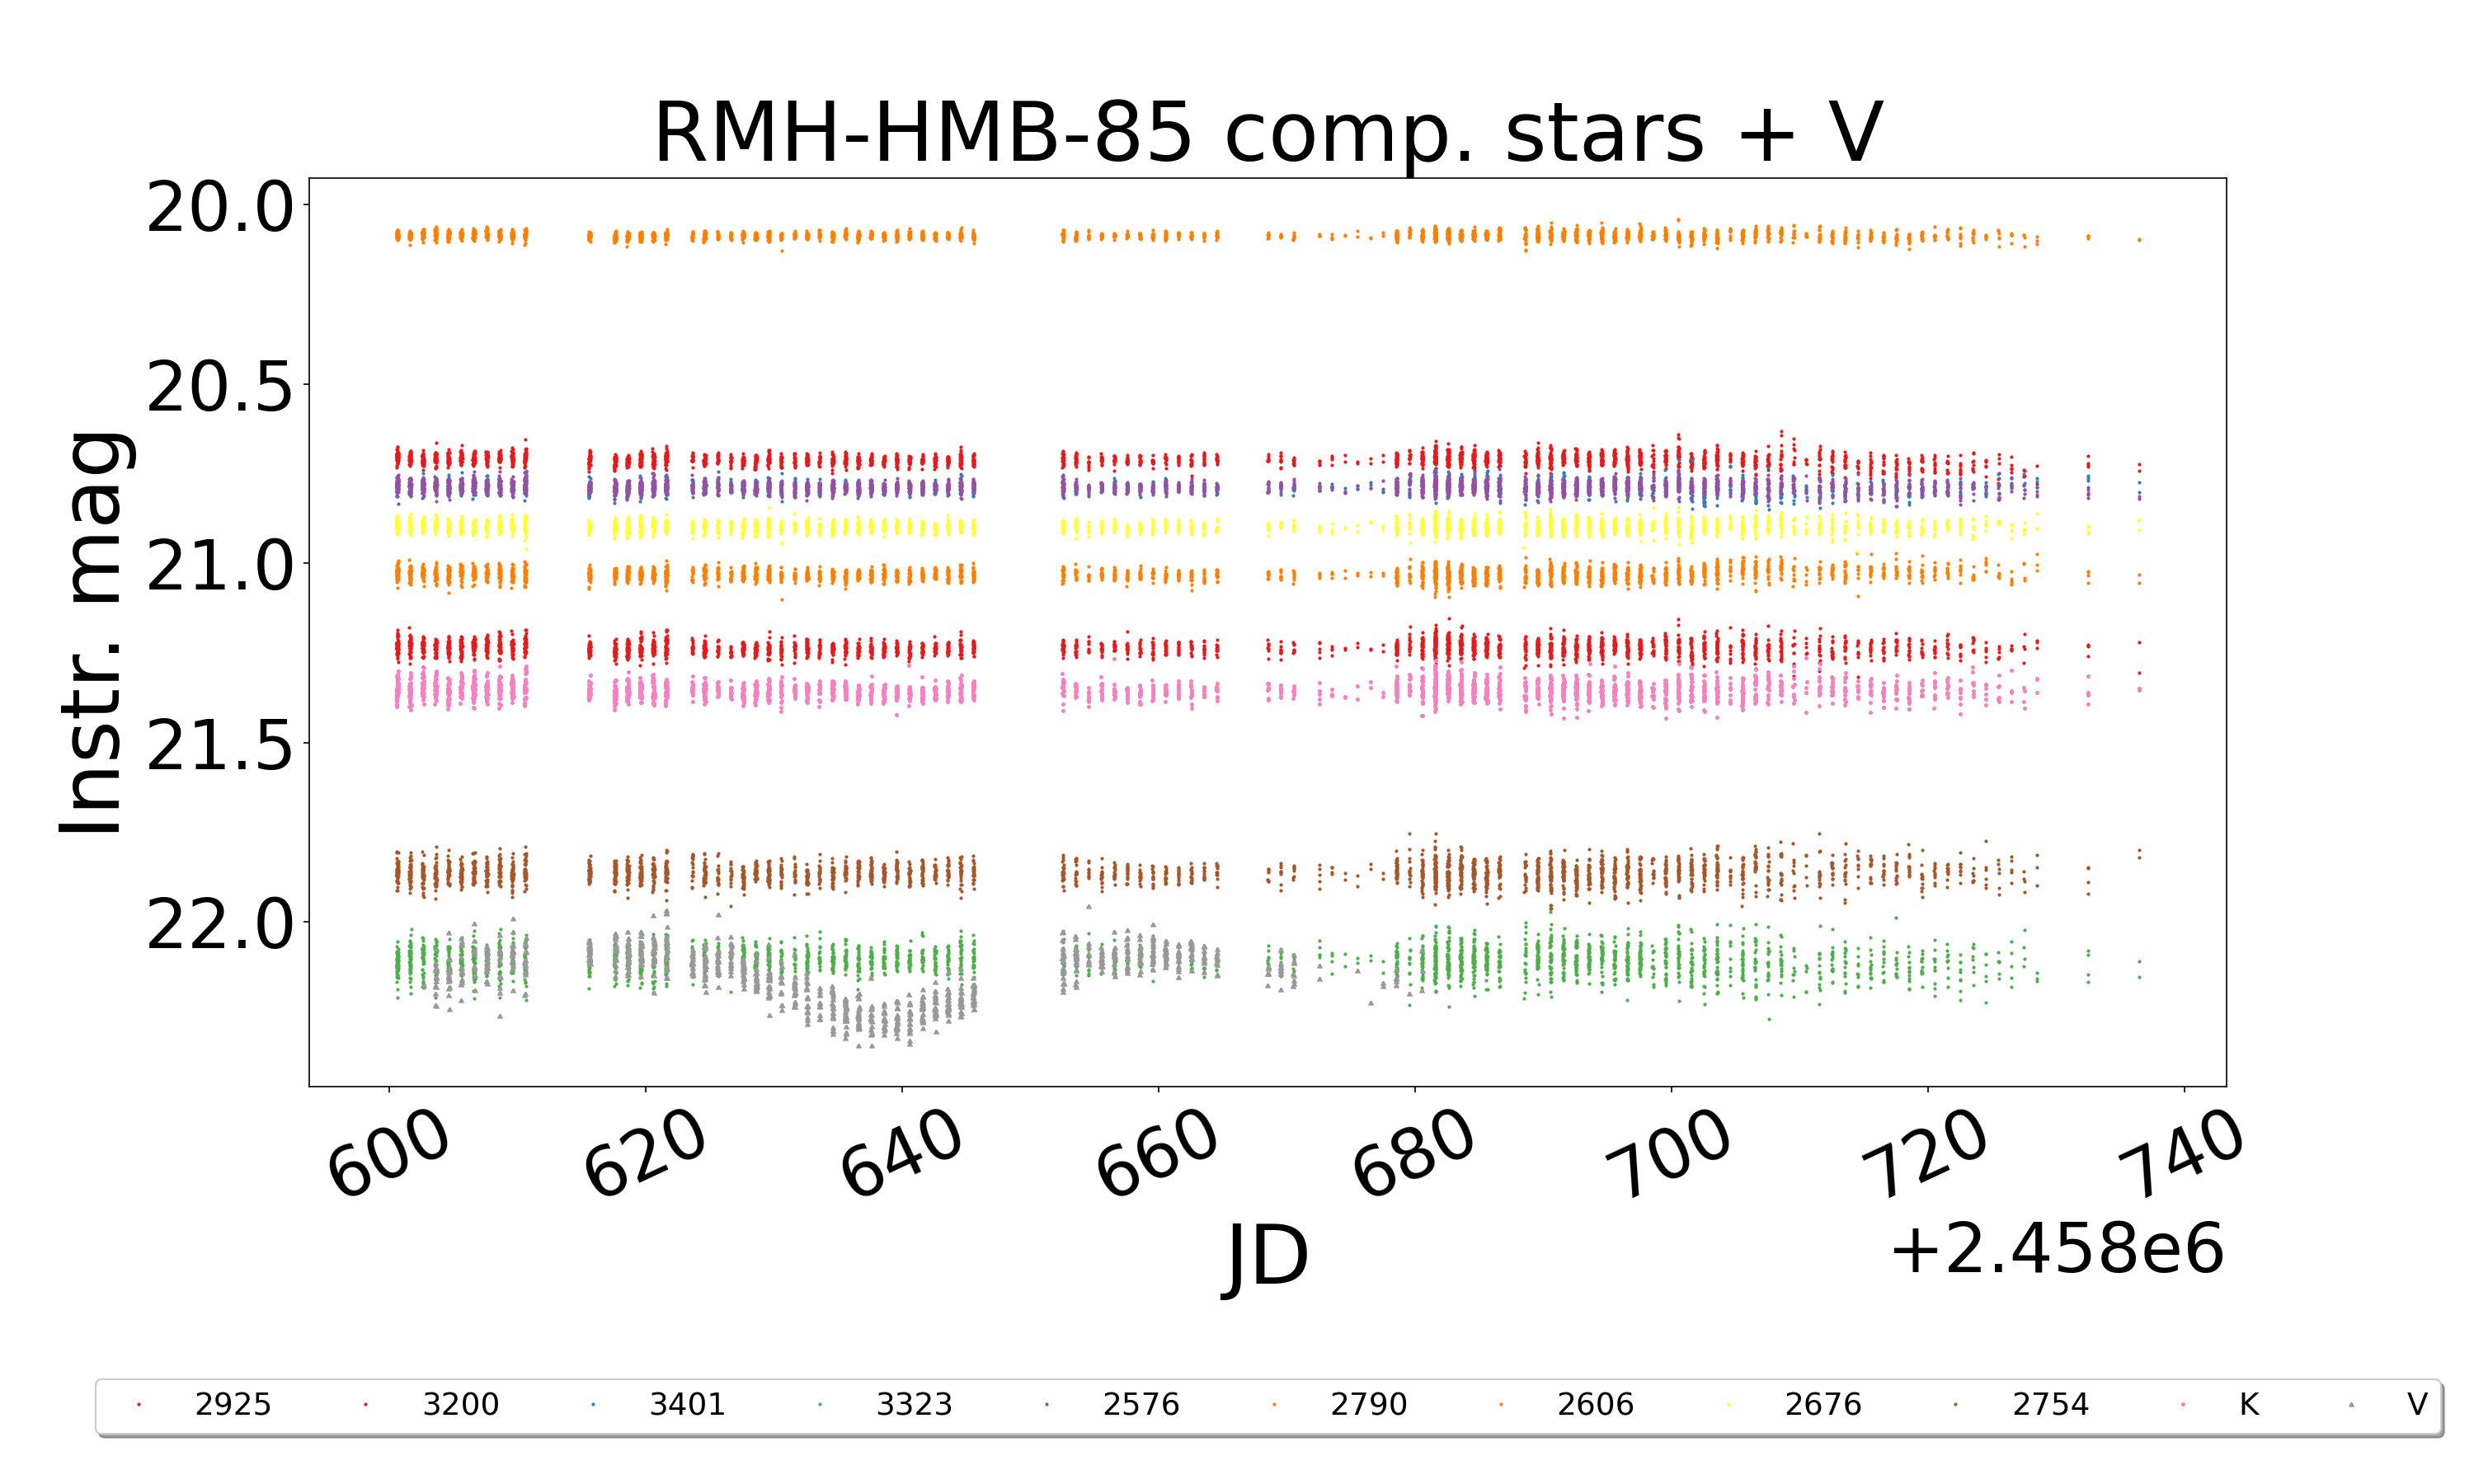 RMH-HMB-85 comp. stars + V
Instr. mag
20.0
20.5
21.0
21.5
22.0
600 620 640 660 680 700 720 740
JD
+2.458e6
2925 3200 3401 3323 2576 2790 2606 2676 2754 K V